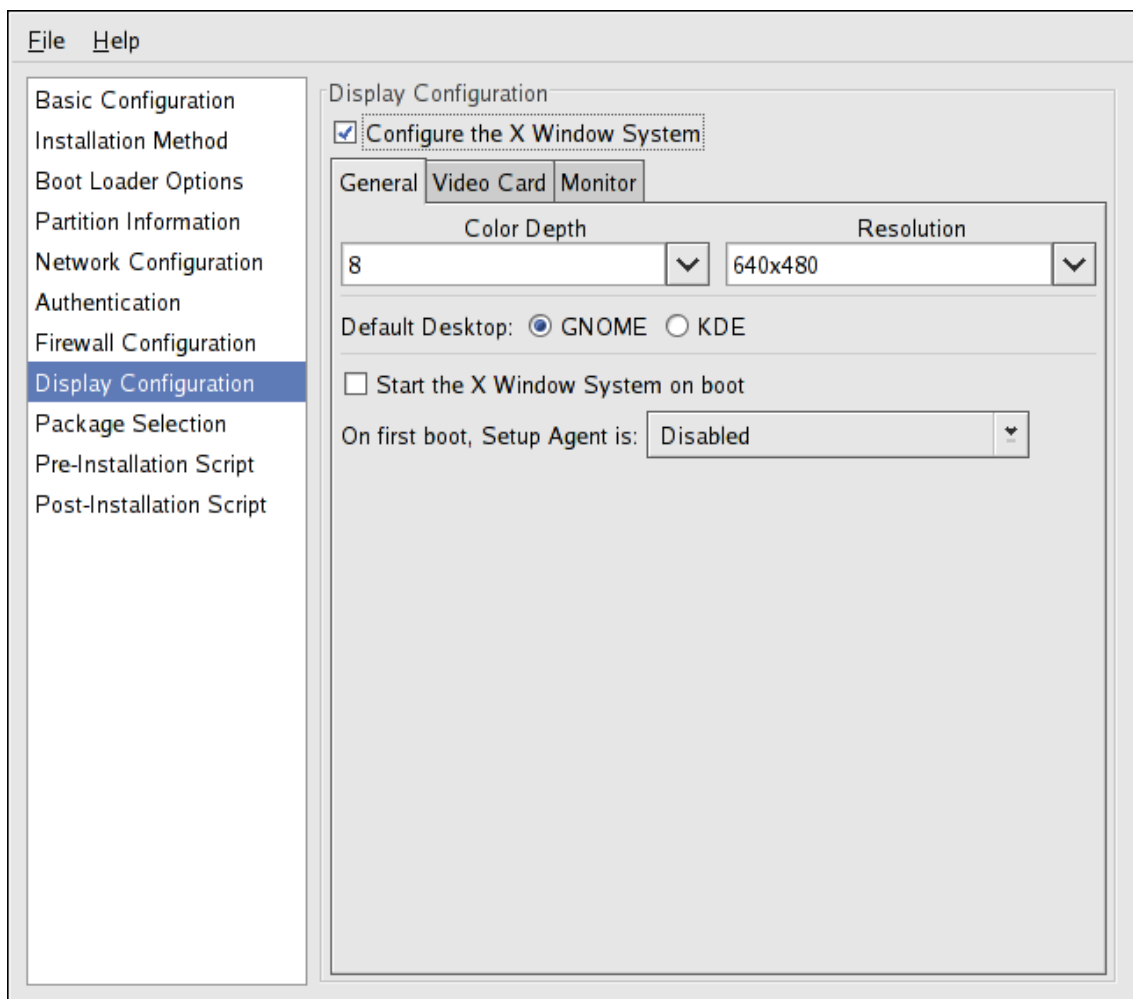 File Help
Basic Configuration
Installation Method
Boot Loader Options
Partition Information
Network Configuration
Authentication
Firewall Configuration
Display Configuration
Package Selection
Pre-Installation Script
Post-Installation Script
Display Configuration
Configure the X Window System
General Video Card Monitor
Color Depth Resolution
8 640x480
Default Desktop: GNOME KDE
Start the X Window System on boot
On first boot, Setup Agent is: Disabled